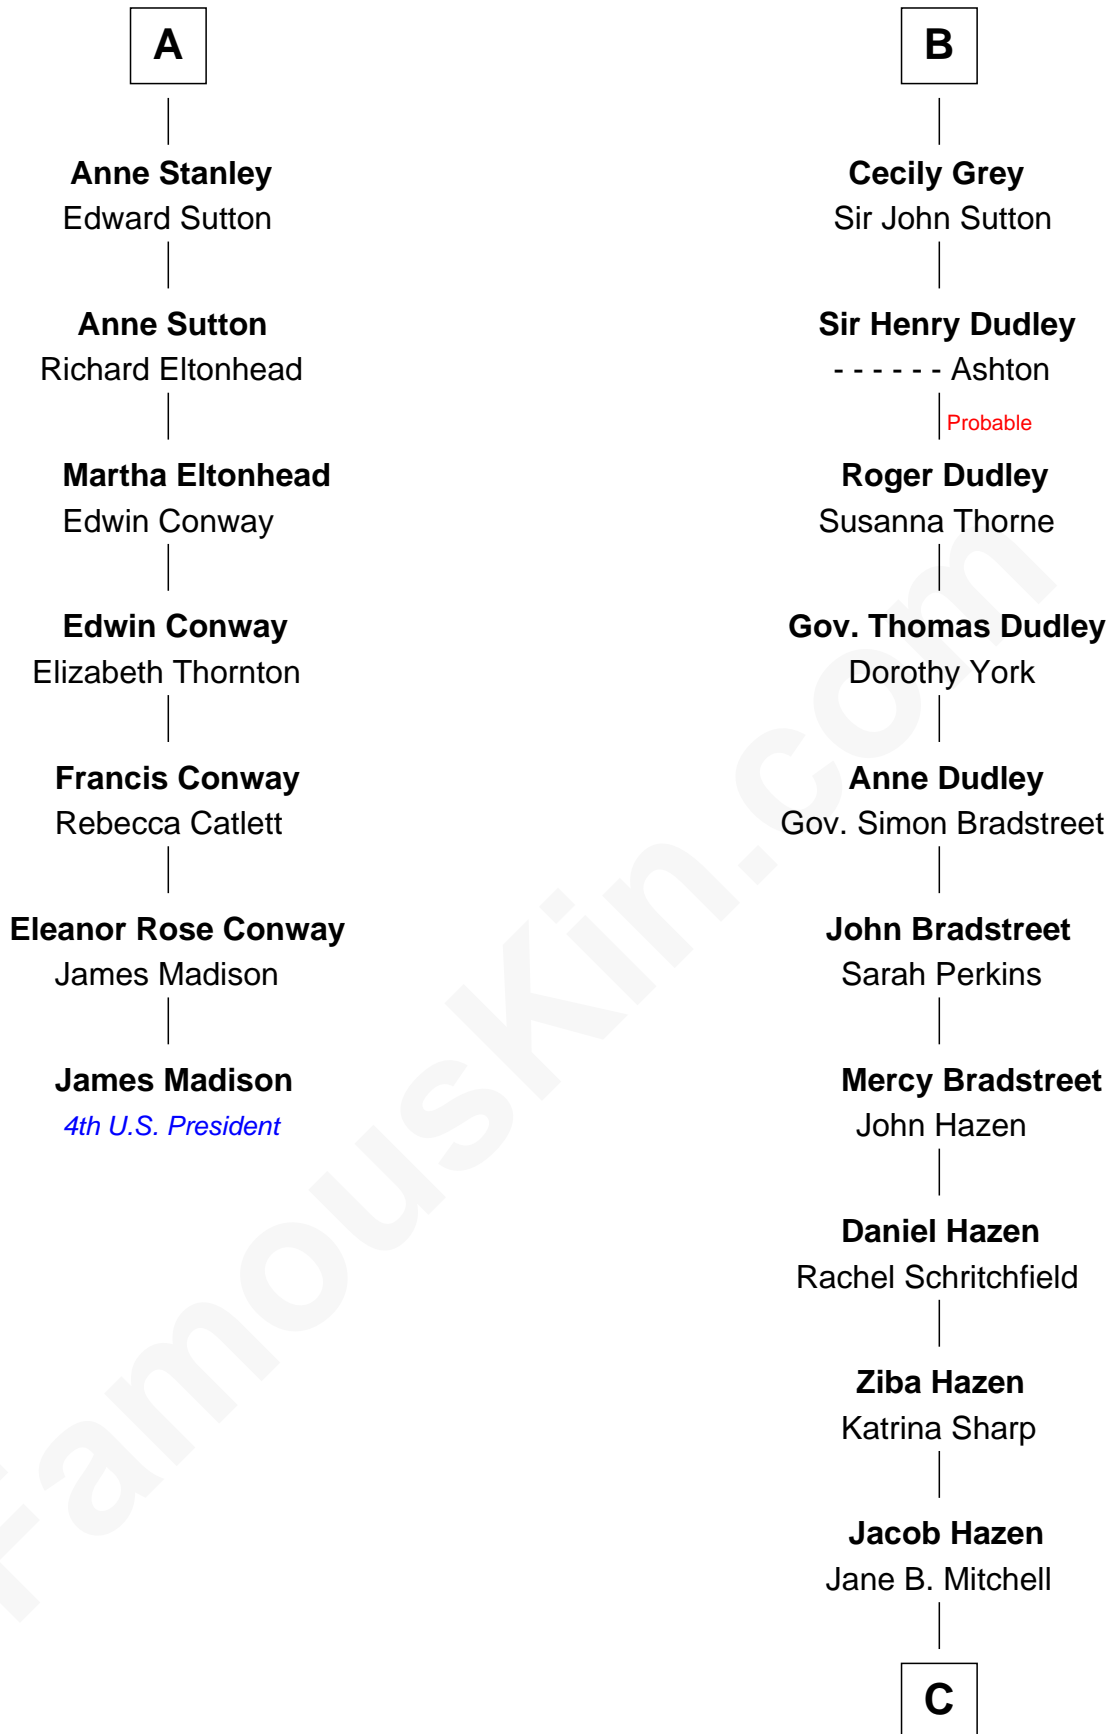 A
Anne Stanley
Edward Sutton
Anne Sutton
Richard Eltonhead
Martha Eltonhead
Edwin Conway
Edwin Conway
Elizabeth Thornton
Francis Conway
Rebecca Catlett
Eleanor Rose Conway
James Madison
James Madison
4th U.S. President
B
Cecily Grey
Sir John Sutton
Sir Henry Dudley
- - - - - - Ashton
Probable
Roger Dudley
Susanna Thorne
Gov. Thomas Dudley
Dorothy York
Anne Dudley
Gov. Simon Bradstreet
John Bradstreet
Sarah Perkins
Mercy Bradstreet
John Hazen
Daniel Hazen
Rachel Schritchfield
Ziba Hazen
Katrina Sharp
Jacob Hazen
Jane B. Mitchell
C
FamousKin.com